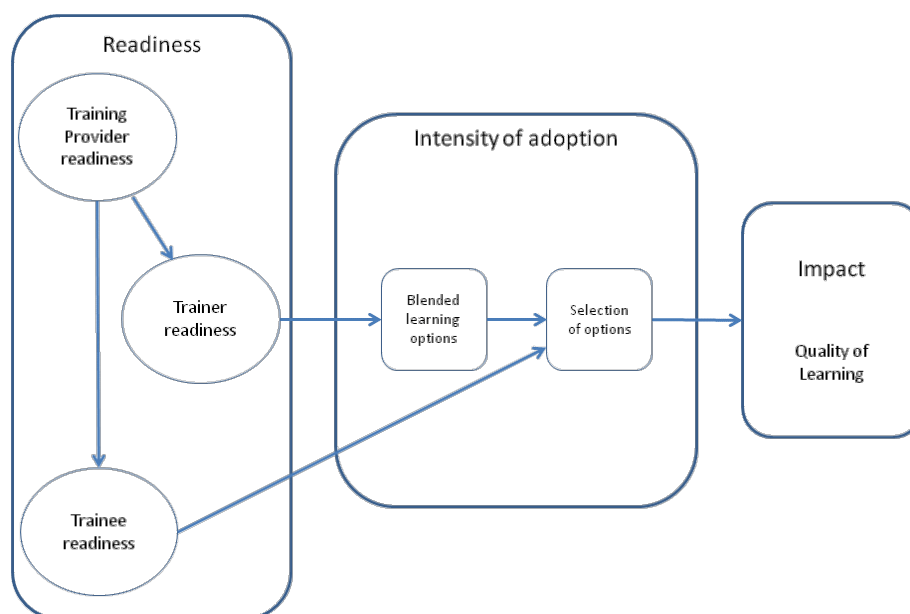 Readiness
Training
Provider
readiness
Trainer
readiness
Trainee
readiness
Intensity of adoption
Blended
learning
options
Selection
of options
Impact
Quality of
Learning